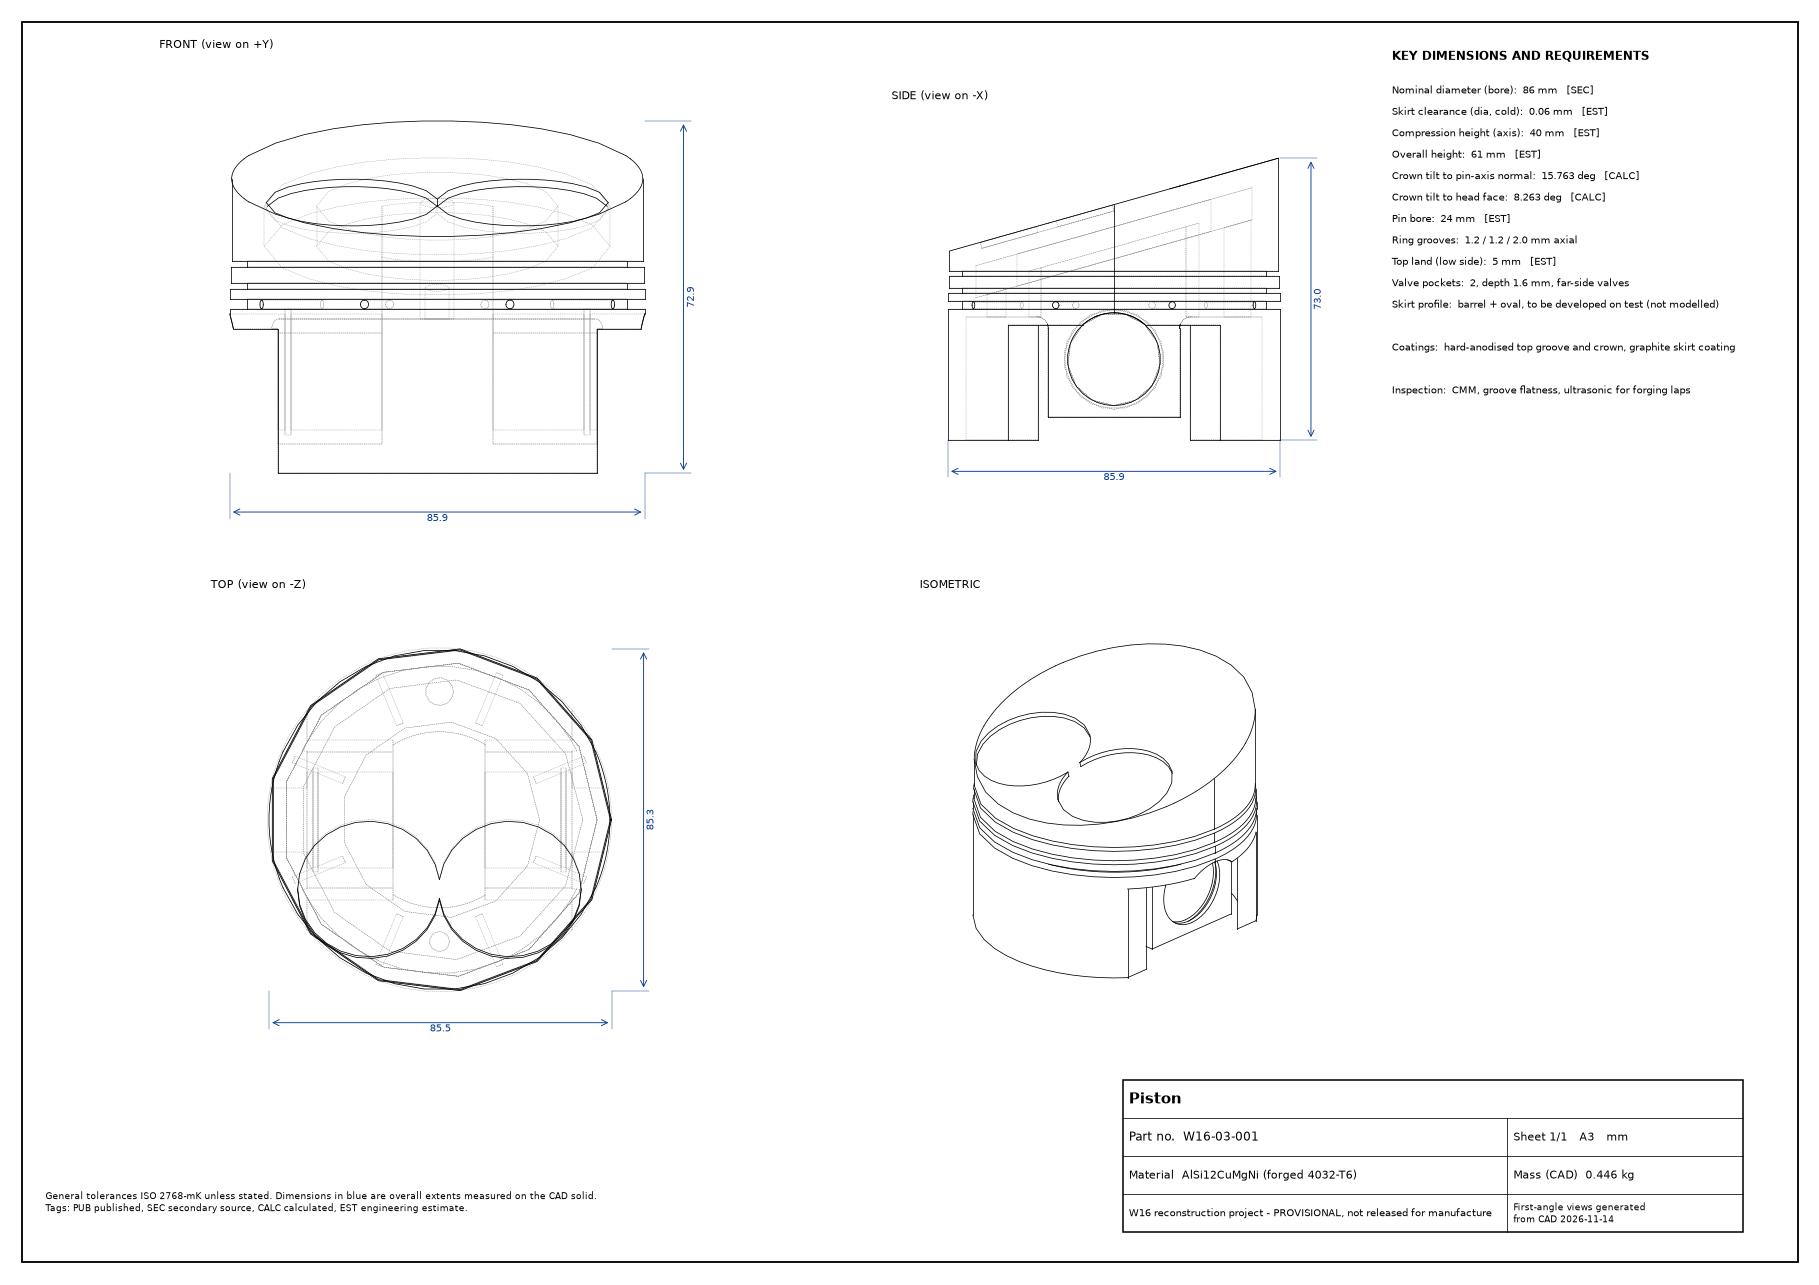 FRONT (view on +Y)
SIDE (view on -X)
72.9
73.0
85.9
85.9
KEY DIMENSIONS AND REQUIREMENTS
Nominal diameter (bore): 86 mm [SEC]
Skirt clearance (dia, cold): 0.06 mm [EST]
Compression height (axis): 40 mm [EST]
Overall height: 61 mm [EST]
Crown tilt to pin-axis normal: 15.763 deg [CALC]
Crown tilt to head face: 8.263 deg [CALC]
Pin bore: 24 mm [EST]
Ring grooves: 1.2 / 1.2 / 2.0 mm axial
Top land (low side): 5 mm [EST]
Valve pockets: 2, depth 1.6 mm, far-side valves
Skirt profile: barrel + oval, to be developed on test (not modelled)
Coatings: hard-anodised top groove and crown, graphite skirt coating
Inspection: CMM, groove flatness, ultrasonic for forging laps
TOP (view on -Z)
ISOMETRIC
85.3
85.5
Piston
Part no. W16-03-001
Sheet 1/1 A3 mm
Material AlSi12CuMgNi (forged 4032-T6)
Mass (CAD) 0.446 kg
W16 reconstruction project - PROVISIONAL, not released for manufacture
First-angle views generated
from CAD 2026-11-14
General tolerances ISO 2768-mK unless stated. Dimensions in blue are overall extents measured on the CAD solid.
Tags: PUB published, SEC secondary source, CALC calculated, EST engineering estimate.